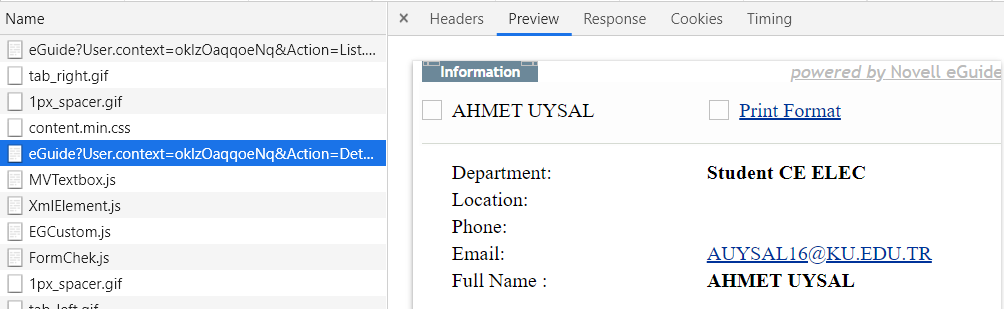 Name
eGuide?User.context=oklzOaqqoeNq&Action=List....
tab_right.gif
1px_spacer.gif
content.min.css
eGuide?User.context=oklzOaqqoeNq&Action=Det...
MVTextbox.js
XmlElement.js
EGCustom.js
FormChek.js
1px_spacer.gif
tab_left.gif
× Headers Preview Response Cookies Timing
Information powered by Novell eGuide
AHMET UYSAL Print Format
Department: Student CE ELEC
Location:
Phone:
Email: AUYSAL16@KU.EDU.TR
Full Name : AHMET UYSAL